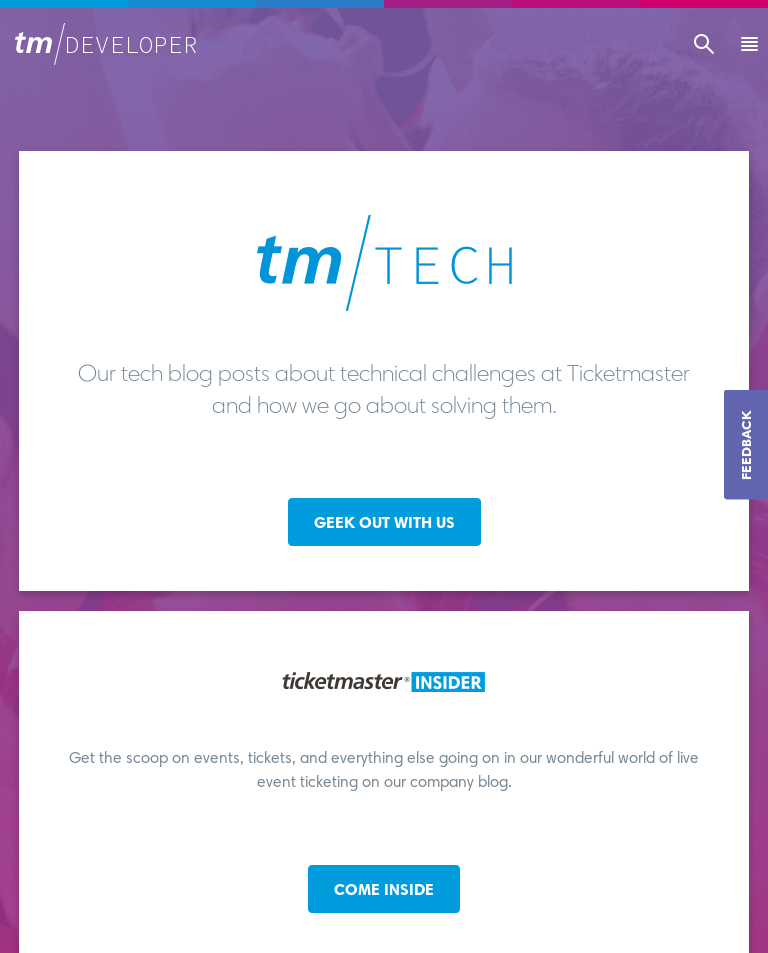 tm/DEVELOPER
tm/TECH
Our tech blog posts about technical challenges at Ticketmaster
and how we go about solving them.
FEEDBACK
GEEK OUT WITH US
ticketmaster® INSIDER
Get the scoop on events, tickets, and everything else going on in our wonderful world of live
event ticketing on our company blog.
COME INSIDE